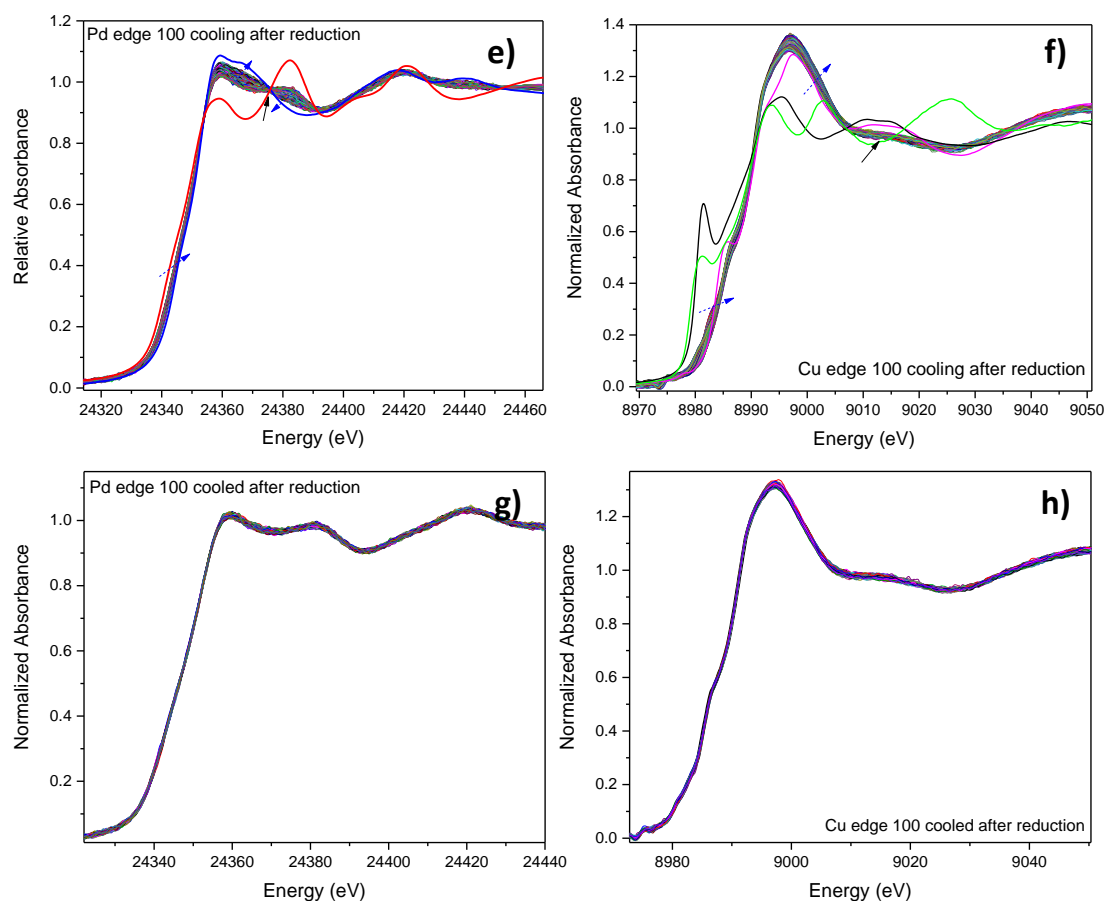 Pd edge 100 cooling after reduction
e)
1.2
1.0
0.8
0.6
0.4
0.2
0.0
Relative Absorbance
24320 24340 24360 24380 24400 24420 24440 24460
Energy (eV)
f)
1.4
1.2
1.0
0.8
0.6
0.4
0.2
0.0
Normalized Absorbance
Cu edge 100 cooling after reduction
8970 8980 8990 9000 9010 9020 9030 9040 9050
Energy (eV)
Pd edge 100 cooled after reduction
g)
1.0
0.8
0.6
0.4
0.2
Normalized Absorbance
24340 24360 24380 24400 24420 24440
Energy (eV)
h)
1.2
1.0
0.8
0.6
0.4
0.2
0.0
Normalized Absorbance
Cu edge 100 cooled after reduction
8980 9000 9020 9040
Energy (eV)